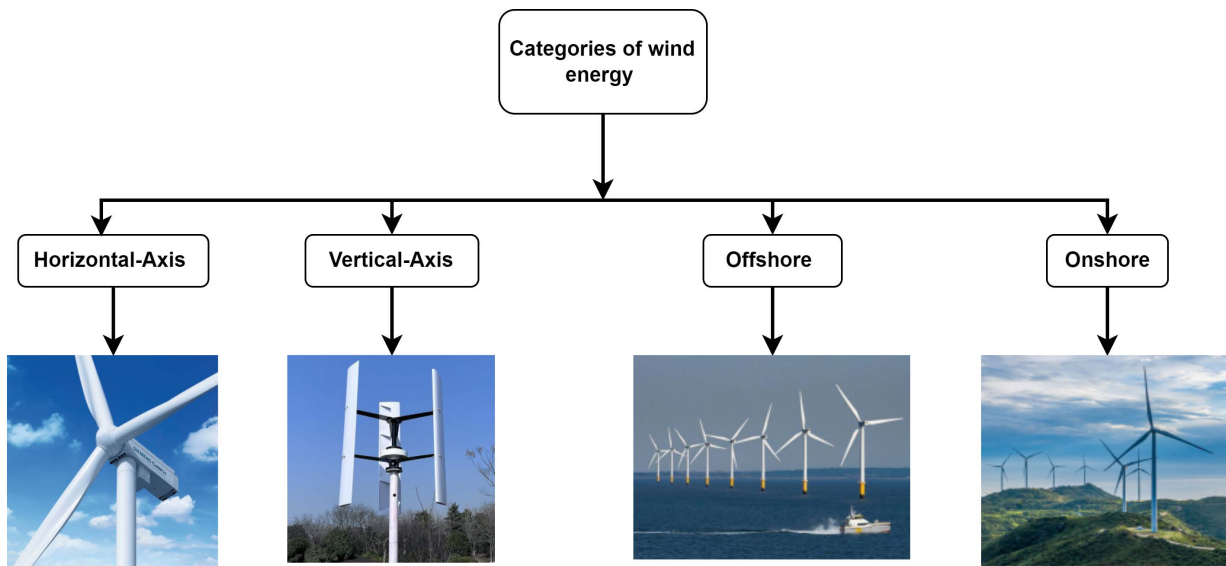 Categories of wind
energy
Horizontal-Axis
Vertical-Axis
Offshore
Onshore